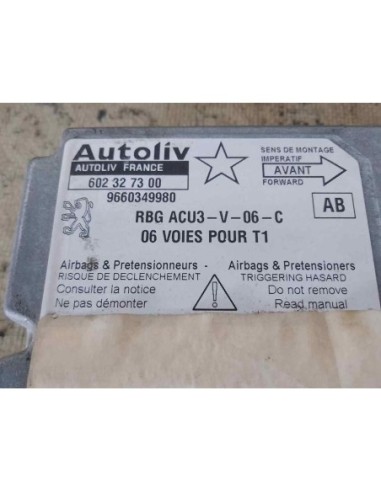 Autoliv
AUTOLIV FRANCE
602 32 73 00
9660349980
SENS DE MONTAGE
IMPERATIF
AVANT
FORWARD
RBG ACU3-V-06-C
06 VOIES POUR T1
AB
Airbags & Pretensionneurs -
RISQUE DE DECLENCHEMENT
Consulter la notice
Ne pas démonter
- Airbags & Pretensioners
TRIGGERING HASARD
Do not remove
Read manual